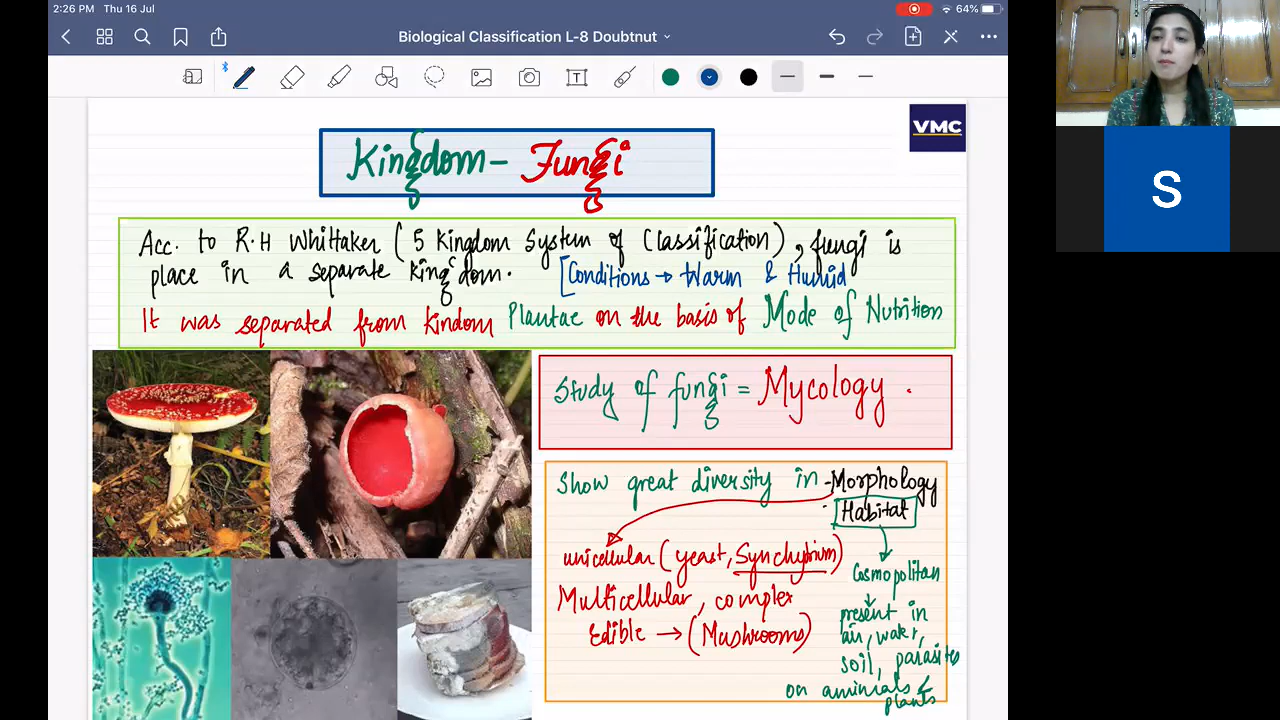 2:26 PM Thu 16 Jul
64%
Biological Classification L-8 Doubtnut
T
VMC
Kingdom- Fungi
Acc. to R.H Whittaker (5 Kingdom System of Classification), fungi is
place in a separate Kingdom. [Conditions → Warm & Humid
It was separated from kindom Plantae on the basis of Mode of Nutrition
Study of fungi = Mycology .
Show great diversity in -Morphology
. Habitat
unicellular (yeast, Synchytrium)
Cosmopolitan
Multicellular, complex
Edible → (Mushrooms)
present in
air, water,
soil, parasites
on aminials &
plants
S